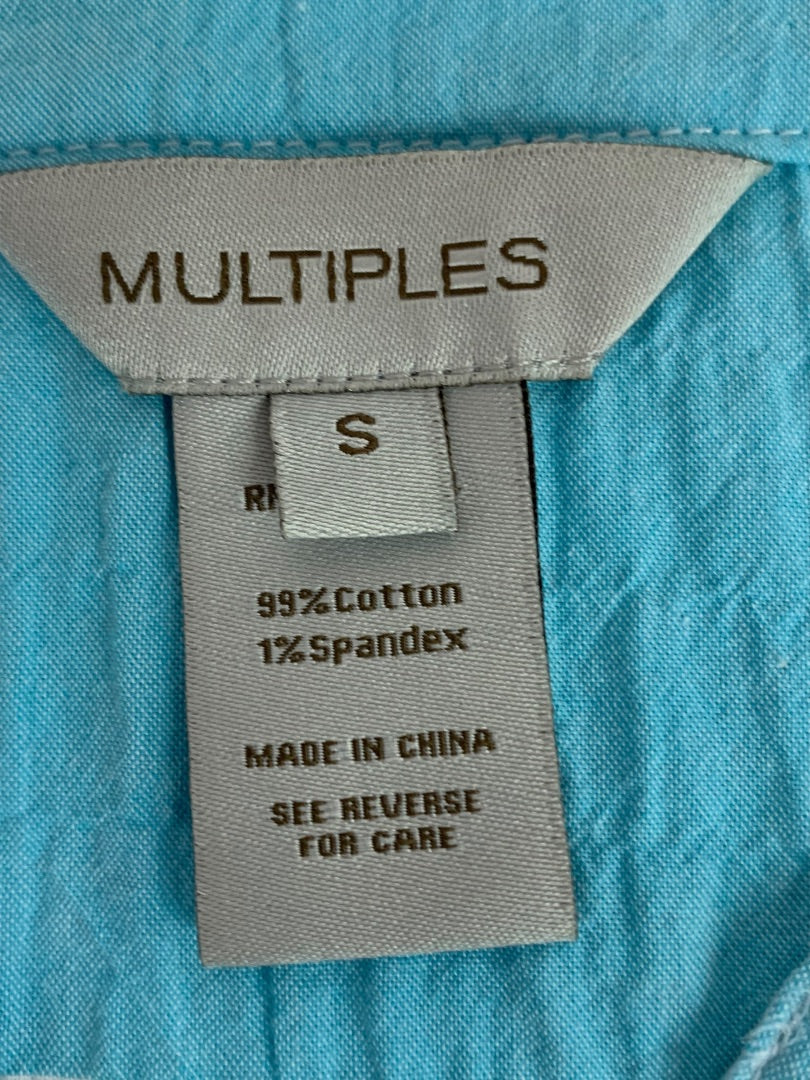 MULTIPLES
S
99%Cotton
1%Spandex
MADE IN CHINA
SEE REVERSE
FOR CARE